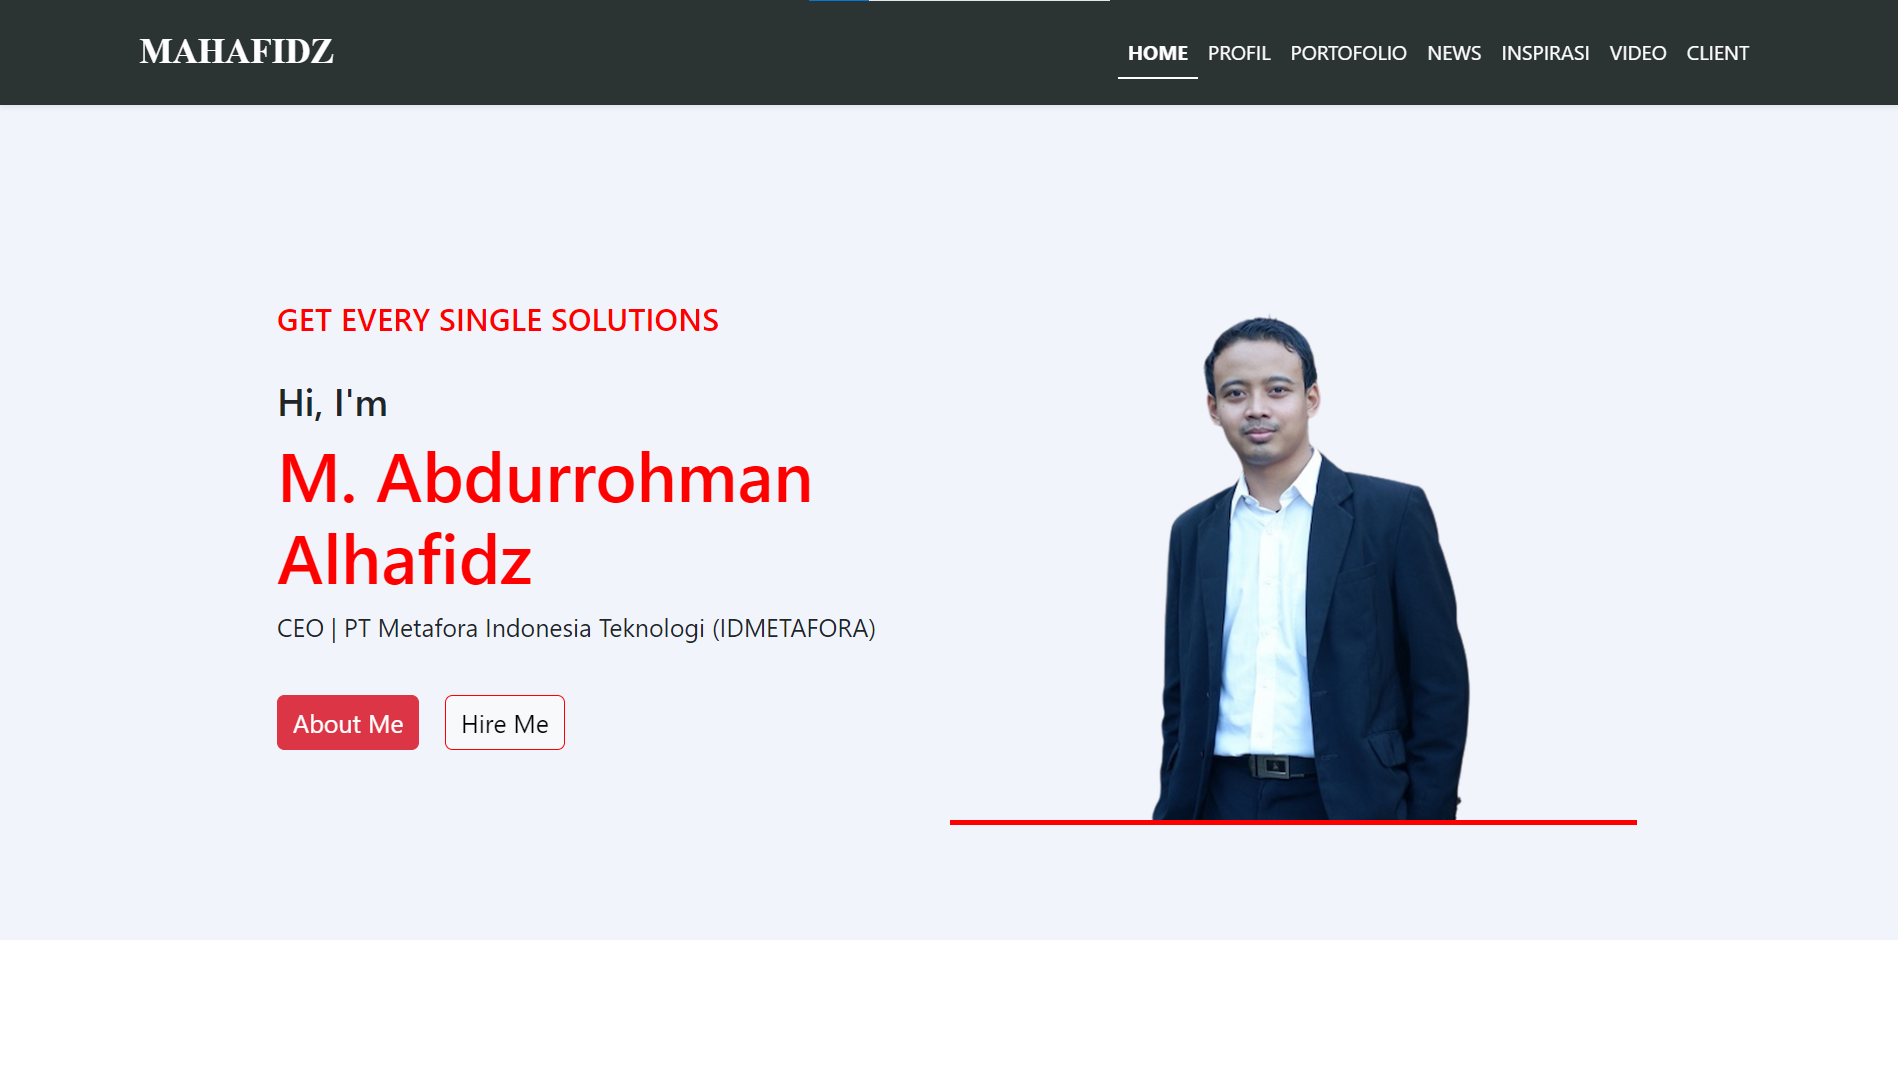 MAHAFIDZ
HOME PROFIL PORTOFOLIO NEWS INSPIRASI VIDEO CLIENT
GET EVERY SINGLE SOLUTIONS
Hi, I'm
M. Abdurrohman
Alhafidz
CEO | PT Metafora Indonesia Teknologi (IDMETAFORA)
About Me Hire Me